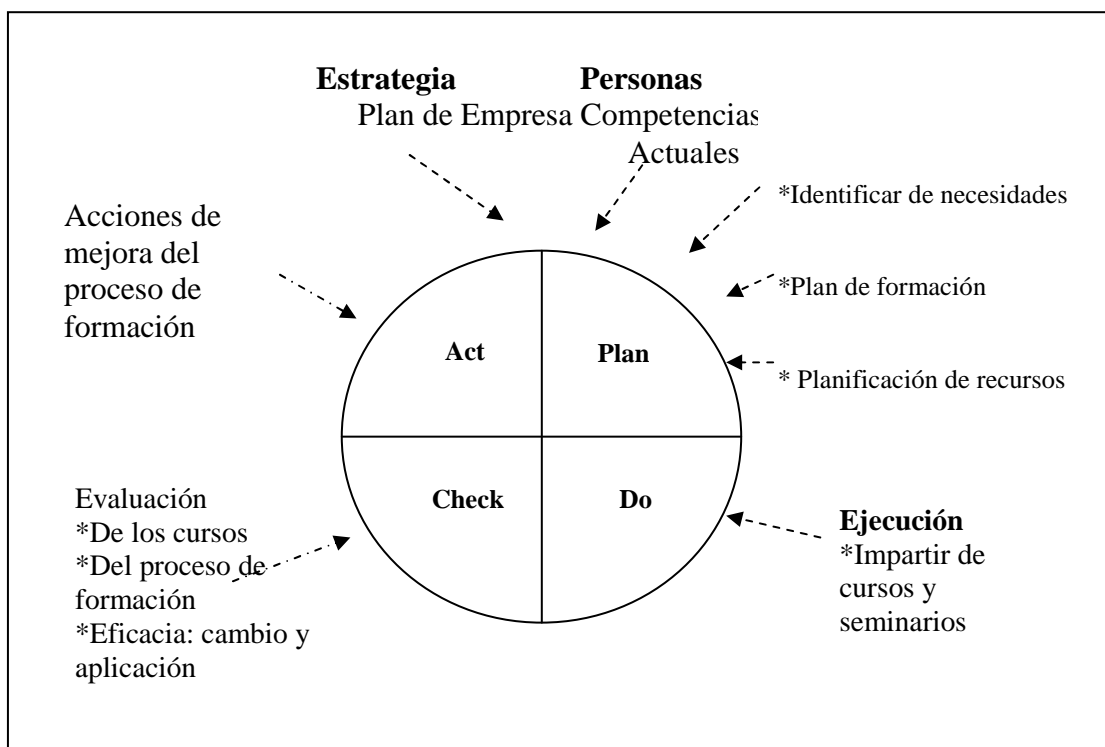 Estrategia Personas
Plan de Empresa Competencias
Actuales
*Identificar de necesidades
Acciones de
mejora del
proceso de
formación
*Plan de formación
* Planificación de recursos
Act Plan
Check Do
Evaluación
*De los cursos
*Del proceso de
formación
*Eficacia: cambio y
aplicación
Ejecución
*Impartir de
cursos y
seminarios